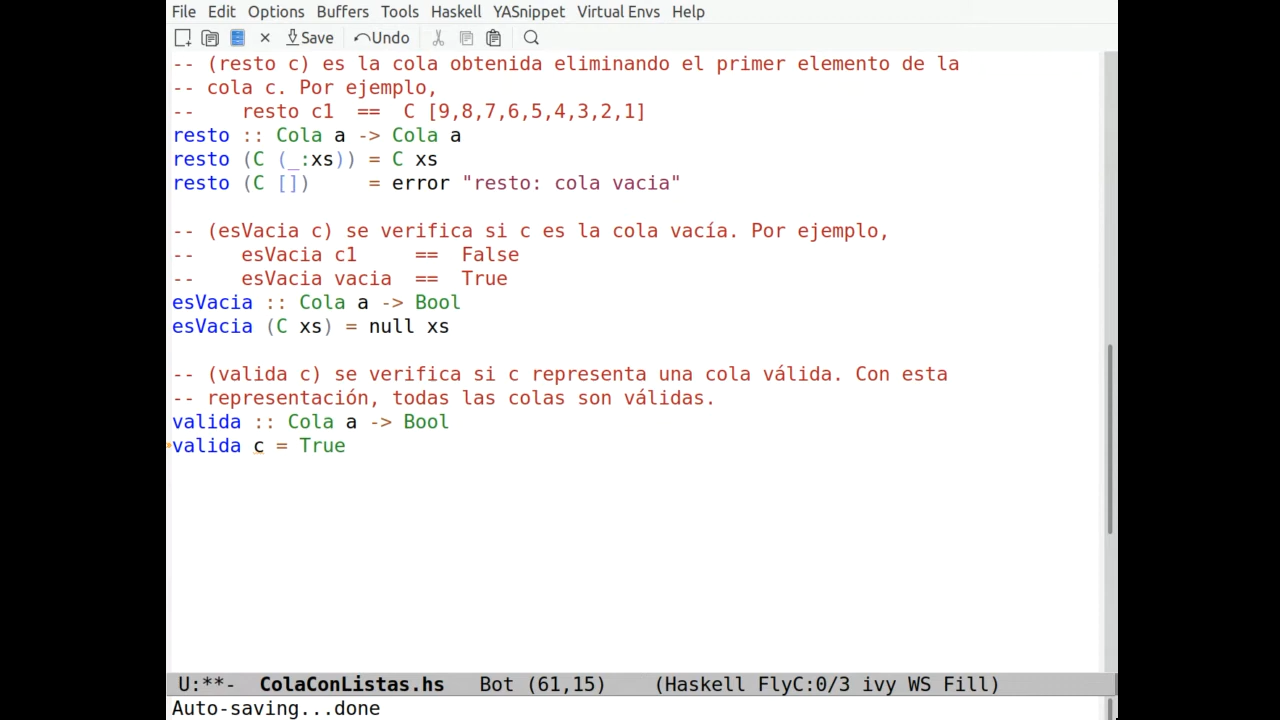 File Edit Options Buffers Tools Haskell YASnippet Virtual Envs Help
Save Undo
-- (resto c) es la cola obtenida eliminando el primer elemento de la
-- cola c. Por ejemplo,
--    resto c1  ==  C [9,8,7,6,5,4,3,2,1]
resto :: Cola a -> Cola a
resto (C (_:xs)) = C xs
resto (C [])     = error "resto: cola vacia"
-- (esVacia c) se verifica si c es la cola vacía. Por ejemplo,
--    esVacia c1     ==  False
--    esVacia vacia  ==  True
esVacia :: Cola a -> Bool
esVacia (C xs) = null xs
-- (valida c) se verifica si c representa una cola válida. Con esta
-- representación, todas las colas son válidas.
valida :: Cola a -> Bool
valida c = True
U:**-  ColaConListas.hs   Bot (61,15)    (Haskell FlyC:0/3 ivy WS Fill)
Auto-saving...done